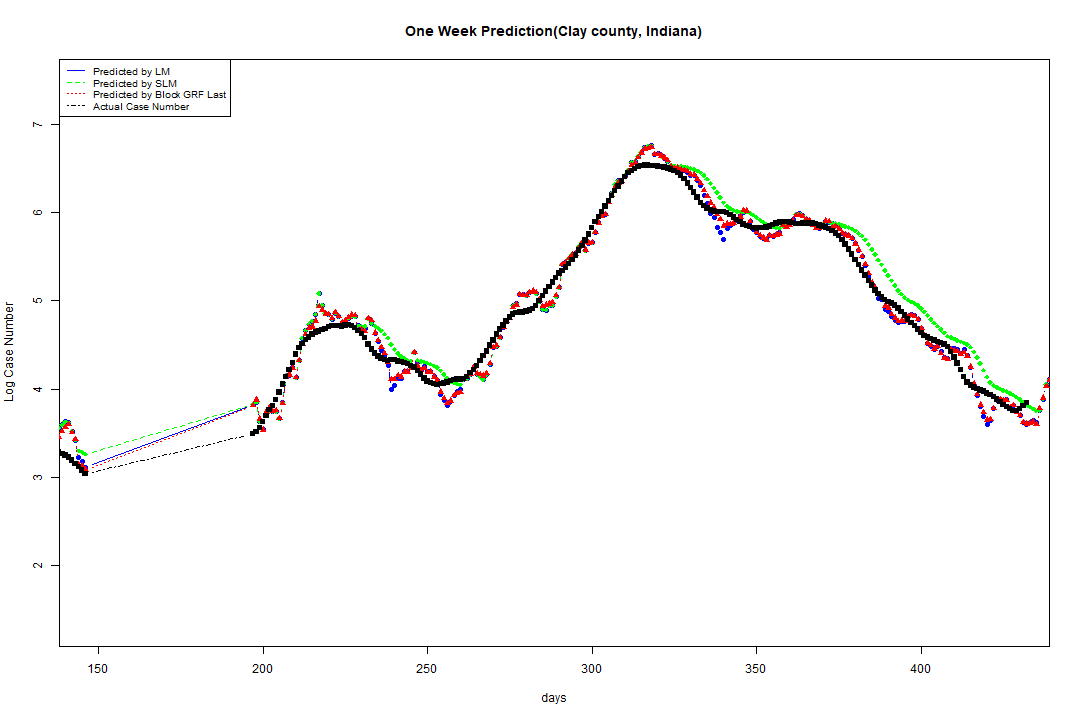 One Week Prediction(Clay county, Indiana)
Predicted by LM
Predicted by SLM
Predicted by Block GRF Last
Actual Case Number
7
6
5
4
3
2
Log Case Number
150 200 250 300 350 400
days